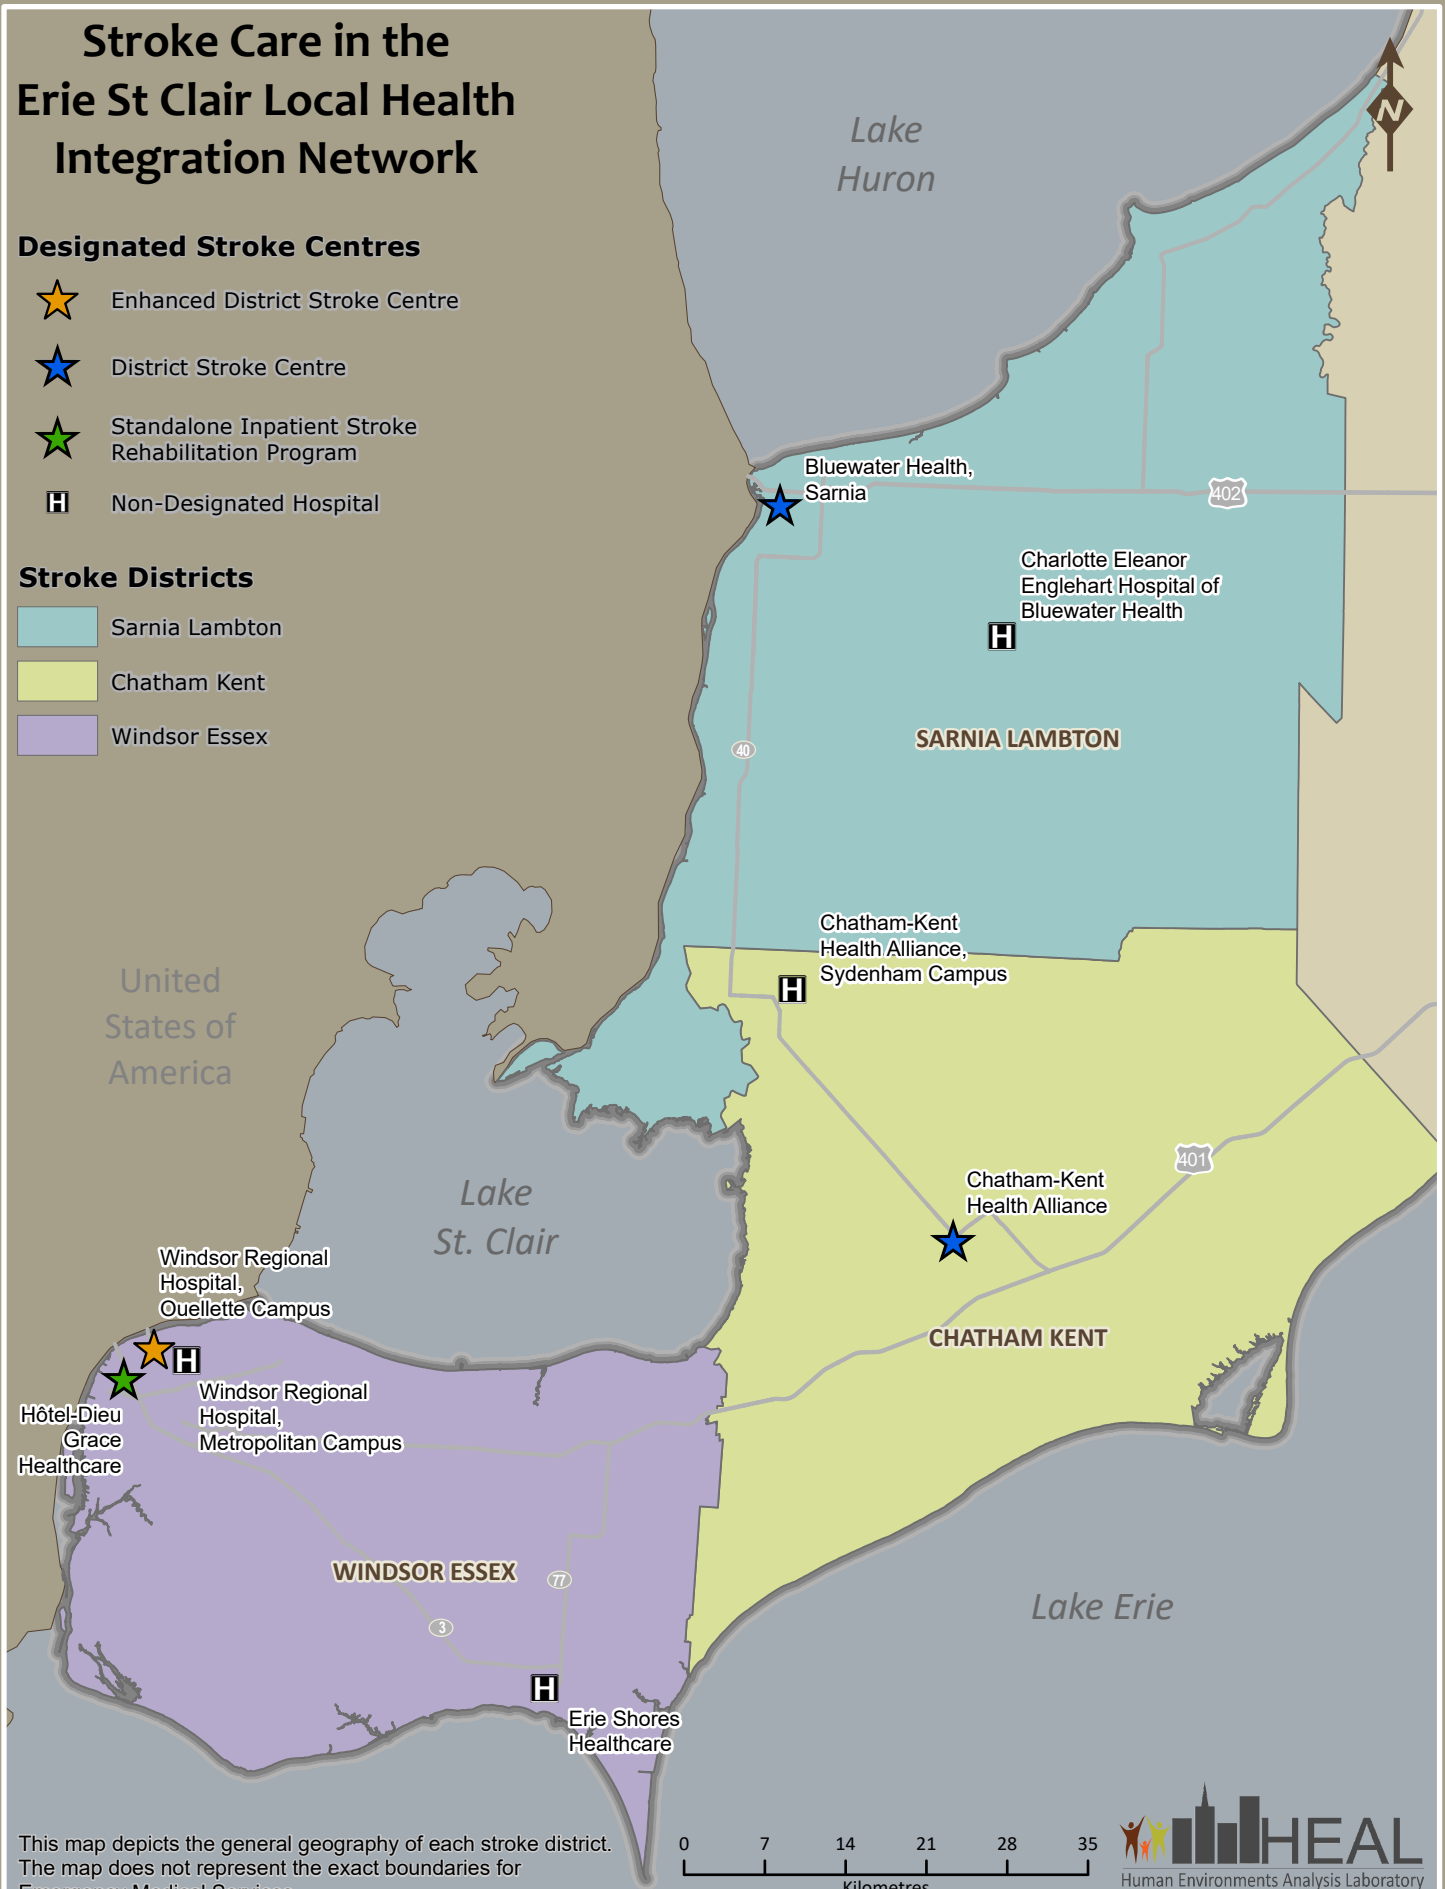 Stroke Care in the
Erie St Clair Local Health
Integration Network
Designated Stroke Centres
Enhanced District Stroke Centre
District Stroke Centre
Standalone Inpatient Stroke
Rehabilitation Program
H
Non-Designated Hospital
Stroke Districts
Sarnia Lambton
Chatham Kent
Windsor Essex
N
Lake
Huron
Bluewater Health,
Sarnia
402
Charlotte Eleanor
Englehart Hospital of
Bluewater Health
H
SARNIA LAMBTON
40
Chatham-Kent
Health Alliance,
Sydenham Campus
H
United
States of
America
Lake
St. Clair
401
Chatham-Kent
Health Alliance
CHATHAM KENT
Windsor Regional
Hospital,
Ouellette Campus
H
Windsor Regional
Hospital,
Metropolitan Campus
Hôtel-Dieu
Grace
Healthcare
WINDSOR ESSEX
77
3
H
Erie Shores
Healthcare
Lake Erie
This map depicts the general geography of each stroke district.
The map does not represent the exact boundaries for
Emergency Medical Services
0 7 14 21 28 35
Kilometres
HEAL
Human Environments Analysis Laboratory